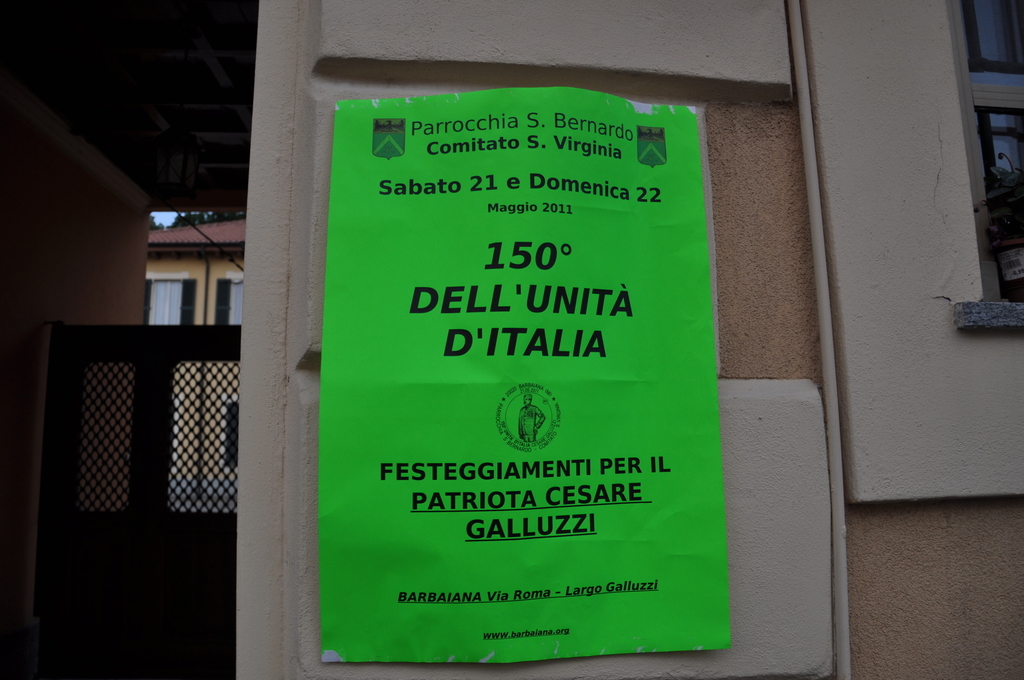 Parrocchia S. Bernardo
Comitato S. Virginia
Sabato 21 e Domenica 22
Maggio 2011
150°
DELL'UNITÀ
D'ITALIA
FESTEGGIAMENTI PER IL
PATRIOTA CESARE
GALLUZZI
BARBAIANA Via Roma – Largo Galluzzi
www.barbaiana.org